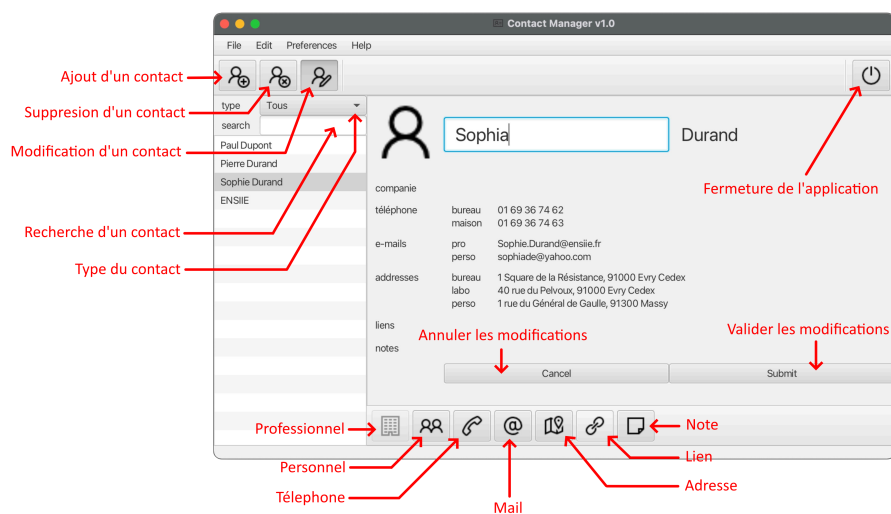 Contact Manager v1.0
File Edit Preferences Help
Ajout d'un contact
Suppresion d'un contact
Modification d'un contact
Recherche d'un contact
Type du contact
type Tous
search
Paul Dupont
Pierre Durand
Sophie Durand
ENSIIE
Sophia Durand
Fermeture de l'application
companie
téléphone bureau 01 69 36 74 62
maison 01 69 36 74 63
e-mails pro Sophie.Durand@ensiie.fr
perso sophiade@yahoo.com
addresses bureau 1 Square de la Résistance, 91000 Evry Cedex
labo 40 rue du Pelvoux, 91000 Evry Cedex
perso 1 rue du Général de Gaulle, 91300 Massy
liens
notes
Annuler les modifications
Valider les modifications
Cancel Submit
Professionnel
Personnel
Télephone
Mail
Adresse
Lien
Note